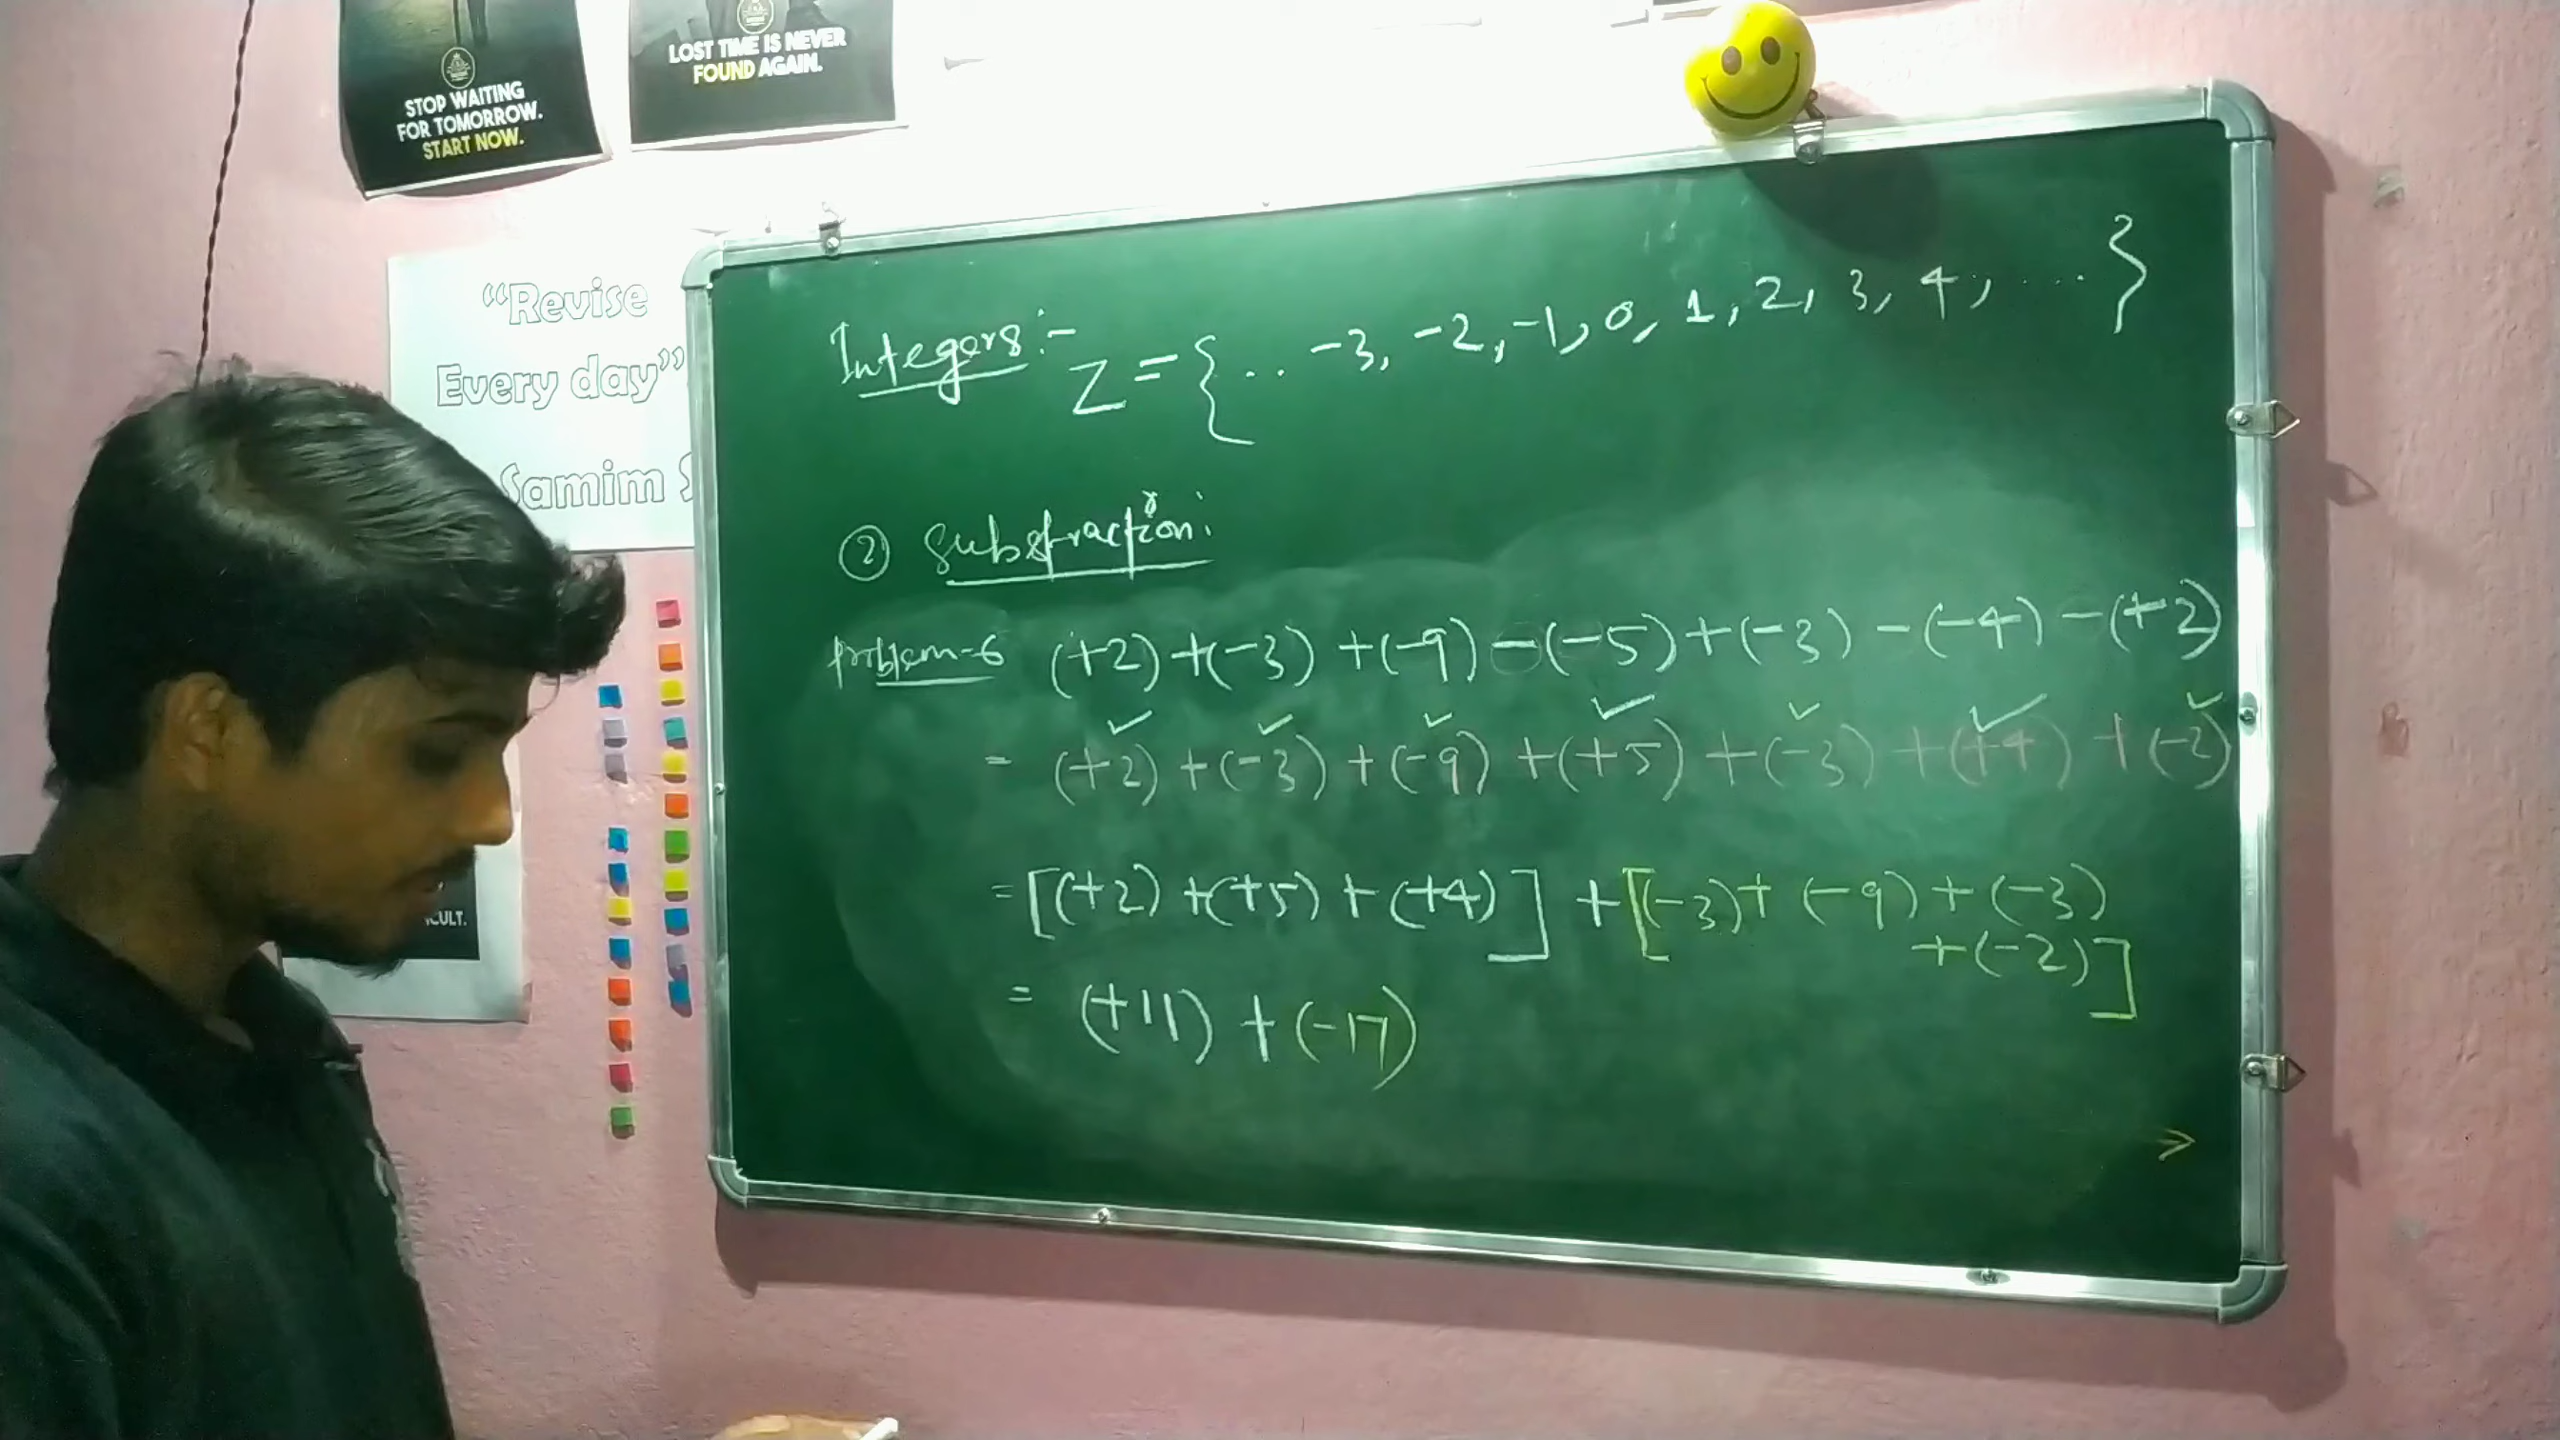 STOP WAITING
FOR TOMORROW.
START NOW.
LOST TIME IS NEVER
FOUND AGAIN.
“Revise
Every day”
Samim S
ICULT.
Integers :-
Z = { .. -3, -2, -1, 0, 1, 2, 3, 4, .... }
② Substraction:
Problem-6 (+2) +(-3) +(-9) -(-5) +(-3) -(-4) -(+2)
= (+2) +(-3) +(-9) +(+5) +(-3) +(+4) +(-2)
= [(+2) +(+5) +(+4)] + [(-3) + (-9) + (-3)
+(-2)]
= (+11) + (-17)